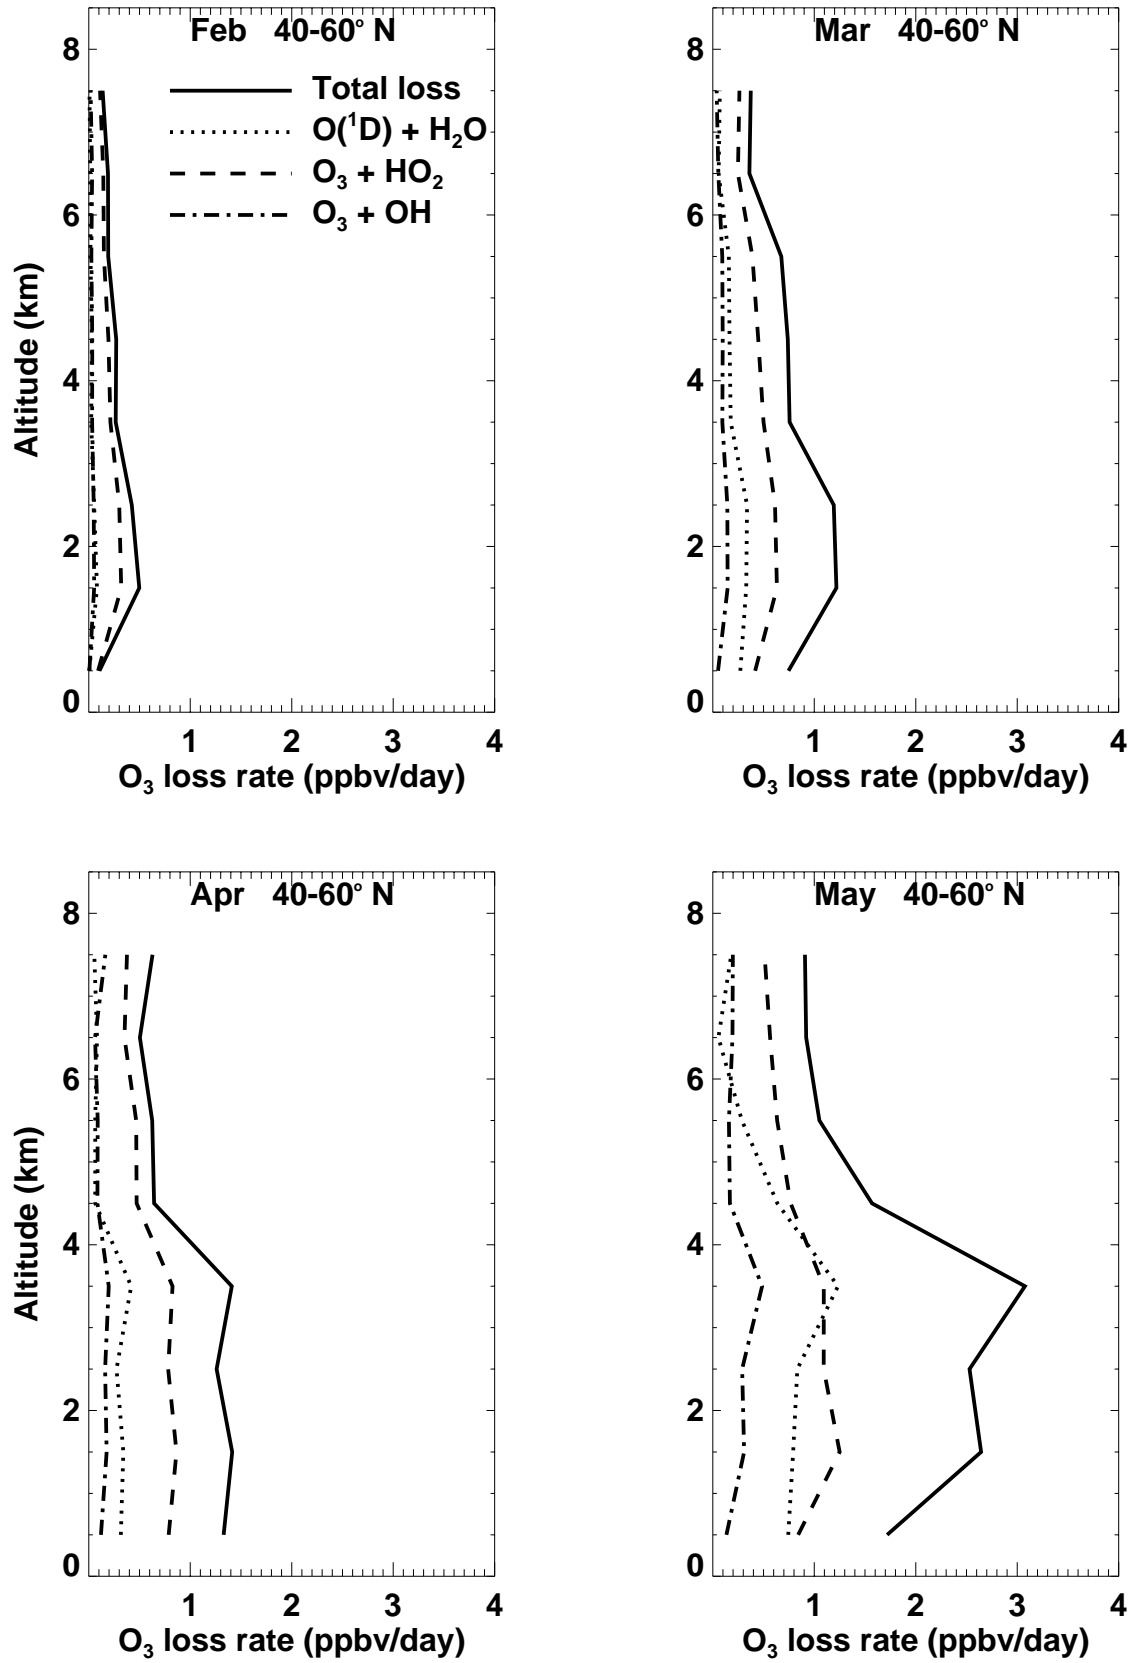 Feb 40-60° N
Total loss
O(¹D) + H₂O
O₃ + HO₂
O₃ + OH
8
6
4
2
0
Altitude (km)
1 2 3 4
O₃ loss rate (ppbv/day)
Mar 40-60° N
8
6
4
2
0
1 2 3 4
O₃ loss rate (ppbv/day)
Apr 40-60° N
8
6
4
2
0
Altitude (km)
1 2 3 4
O₃ loss rate (ppbv/day)
May 40-60° N
8
6
4
2
0
1 2 3 4
O₃ loss rate (ppbv/day)